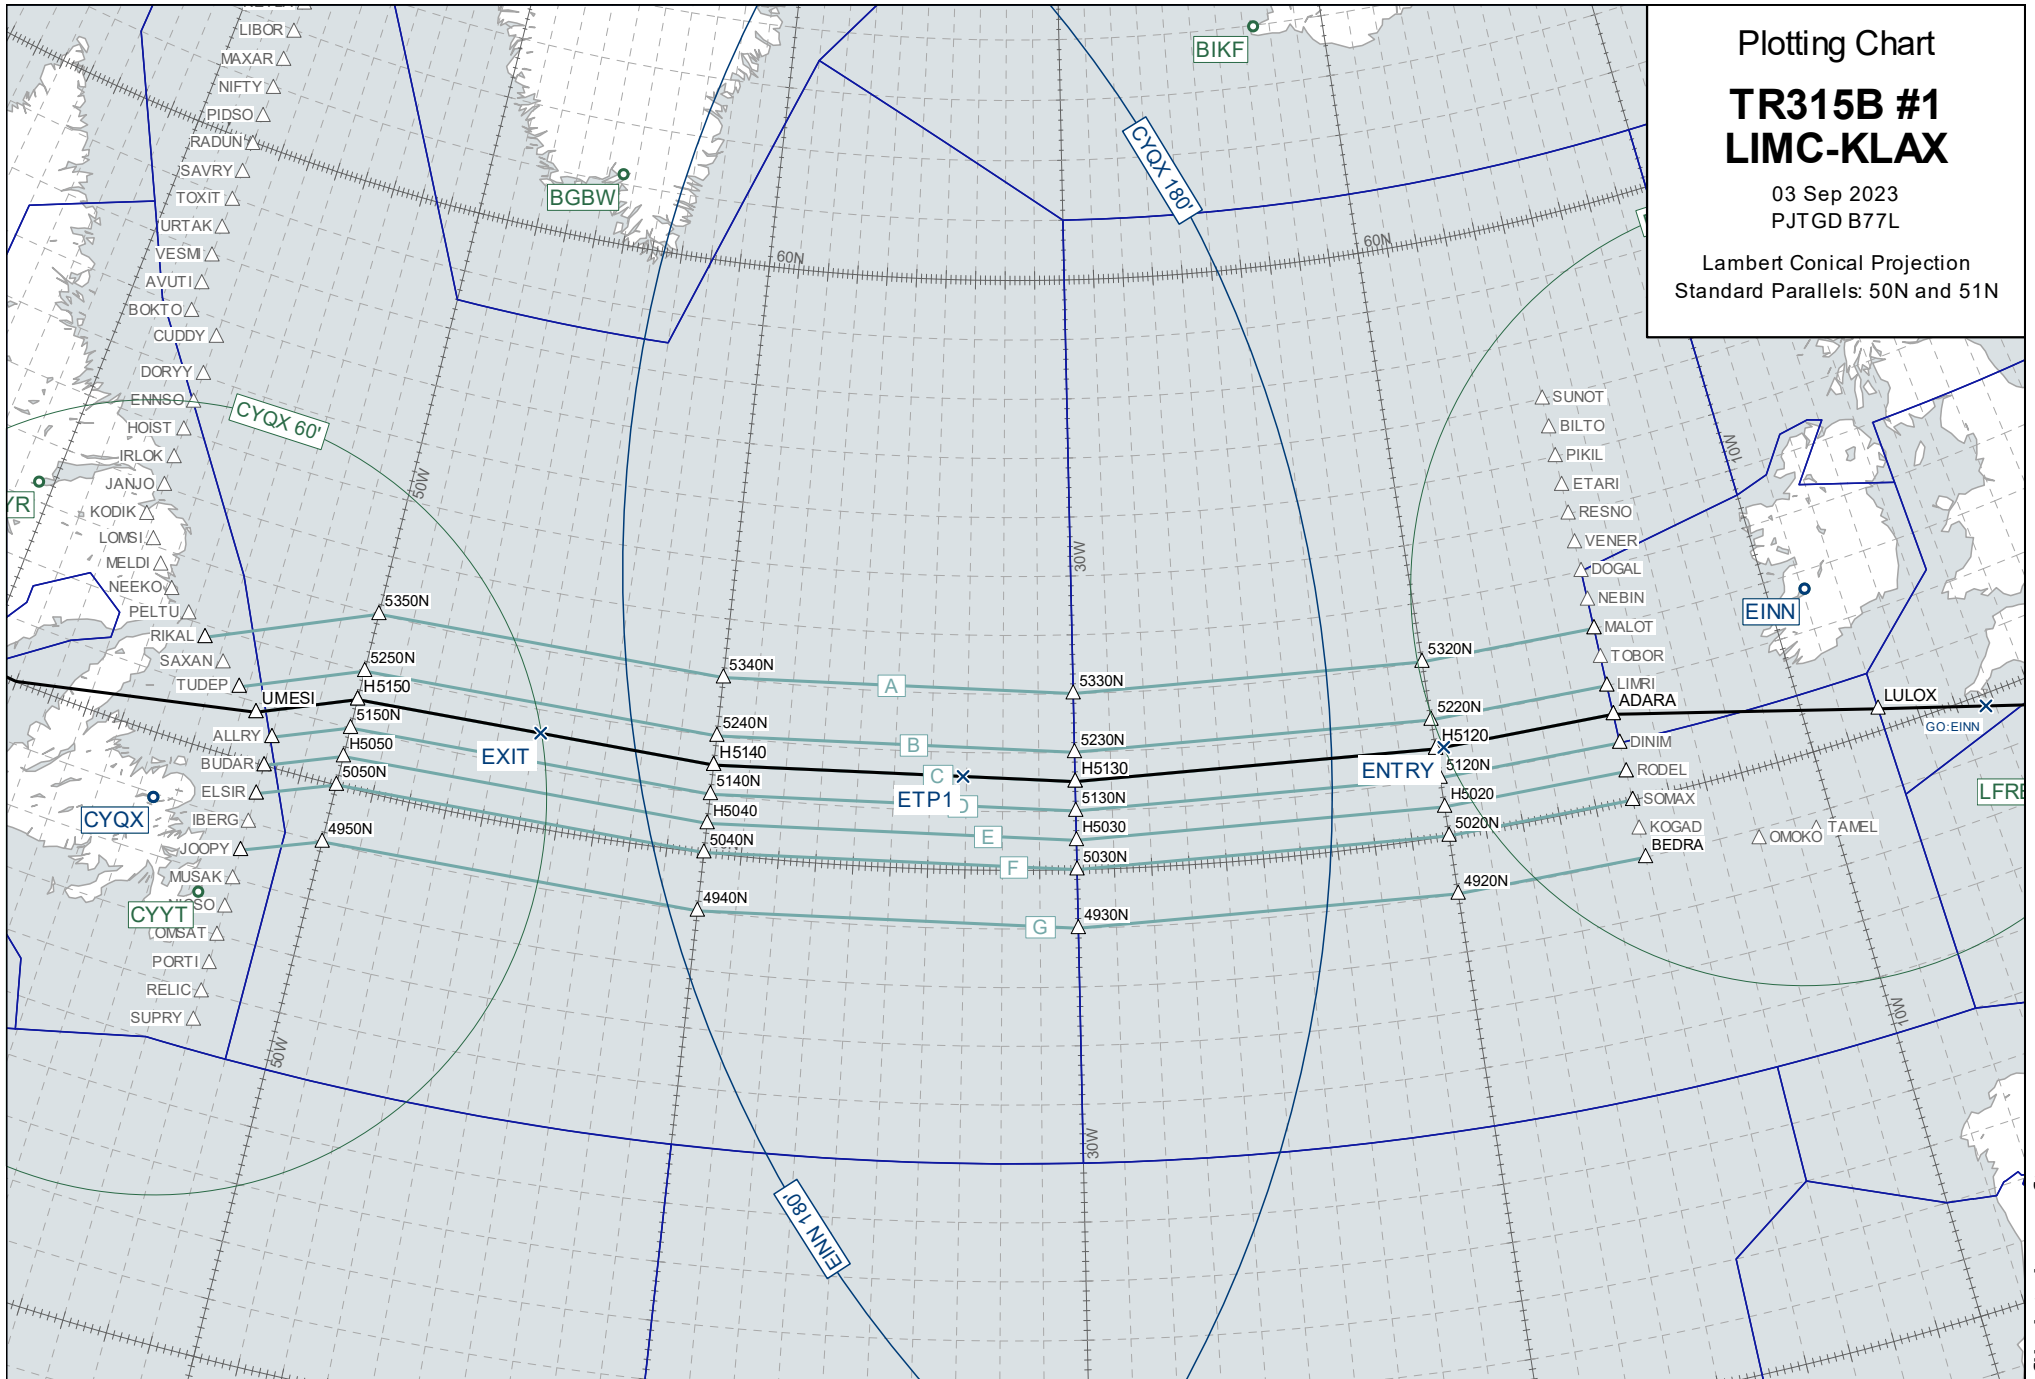 Plotting Chart
TR315B #1
LIMC-KLAX
03 Sep 2023
PJTGD B77L
Lambert Conical Projection
Standard Parallels: 50N and 51N
LIBOR
MAXAR
NIFTY
PIDSO
RADUN
SAVRY
TOXIT
URTAK
VESMI
AVUTI
BOKTO
CUDDY
DORYY
ENNSO
HOIST
IRLOK
JANJO
KODIK
LOMSI
MELDI
NEEKO
PELTU
RIKAL
SAXAN
TUDEP
UMESI
ALLRY
BUDAR
ELSIR
IBERG
JOOPY
MUSAK
NICSO
OMSAT
PORTI
RELIC
SUPRY
BIKF
BGBW
CYQX 180'
CYQX 60'
EINN 180'
YR
CYQX
CYYT
EINN
LFRB
60N
60N
50W
50W
30W
30W
10W
10W
5350N
5250N
H5150
5150N
H5050
5050N
4950N
EXIT
5340N
5240N
H5140
5140N
H5040
5040N
4940N
A
B
C
D
E
F
G
ETP1
5330N
5230N
H5130
5130N
H5030
5030N
4930N
ENTRY
5320N
5220N
H5120
5120N
H5020
5020N
4920N
SUNOT
BILTO
PIKIL
ETARI
RESNO
VENER
DOGAL
NEBIN
MALOT
TOBOR
LIMRI
ADARA
DINIM
RODEL
SOMAX
KOGAD
BEDRA
OMOKO
TAMEL
LULOX
GO:EINN